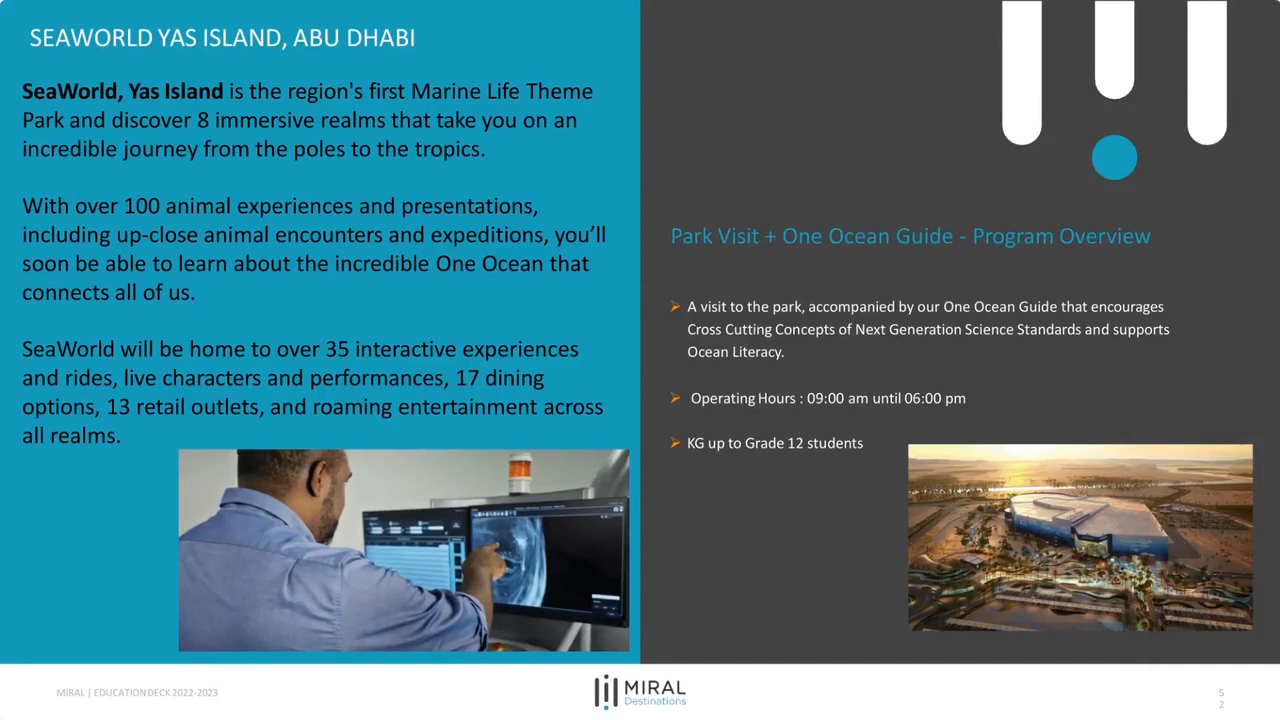 SEAWORLD YAS ISLAND, ABU DHABI
SeaWorld, Yas Island is the region's first Marine Life Theme
Park and discover 8 immersive realms that take you on an
incredible journey from the poles to the tropics.
With over 100 animal experiences and presentations,
including up-close animal encounters and expeditions, you’ll
soon be able to learn about the incredible One Ocean that
connects all of us.
SeaWorld will be home to over 35 interactive experiences
and rides, live characters and performances, 17 dining
options, 13 retail outlets, and roaming entertainment across
all realms.
Park Visit + One Ocean Guide - Program Overview
A visit to the park, accompanied by our One Ocean Guide that encourages
Cross Cutting Concepts of Next Generation Science Standards and supports
Ocean Literacy.
Operating Hours : 09:00 am until 06:00 pm
KG up to Grade 12 students
MIRAL | EDUCATION DECK 2022-2023
MIRAL
Destinations
5
2